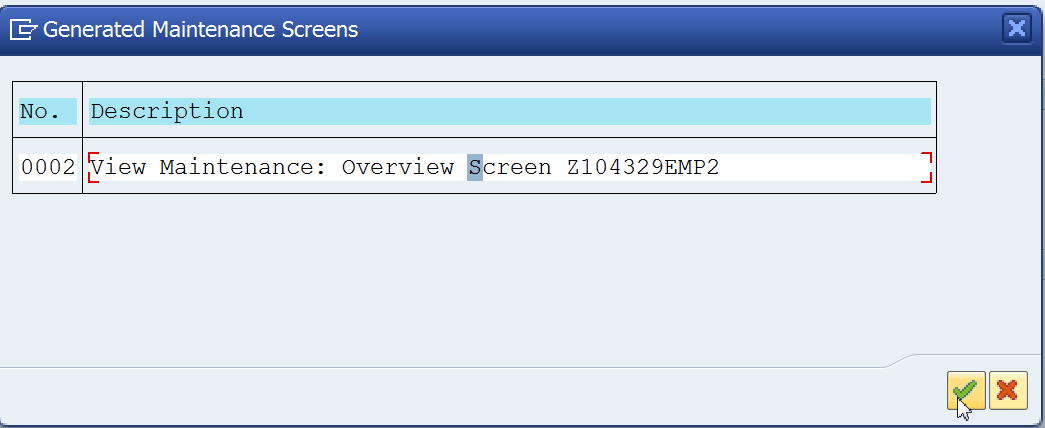 Generated Maintenance Screens
No. Description
0002 View Maintenance: Overview Screen Z104329EMP2